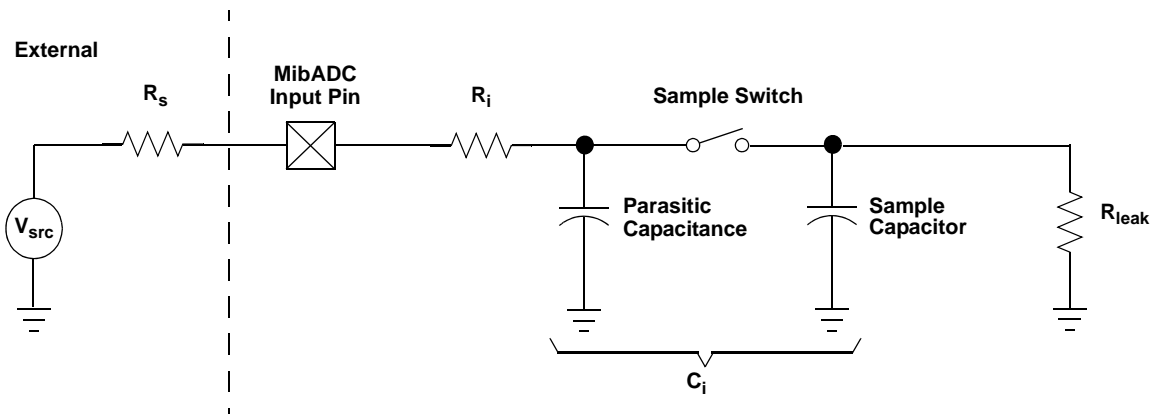 External
MibADC
Input Pin
Rs
Ri
Sample Switch
Vsrc
Parasitic
Capacitance
Sample
Capacitor
Rleak
Ci